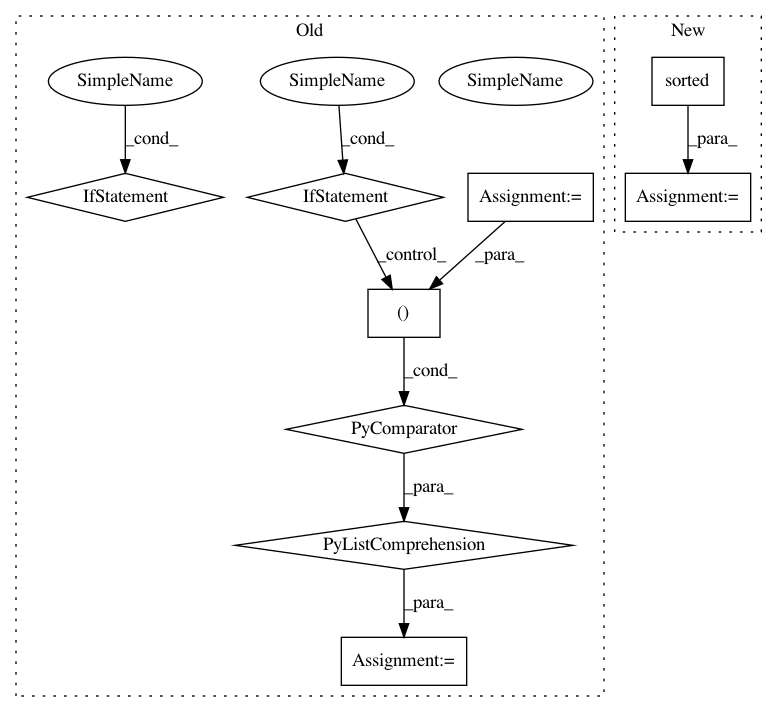 Old
New
SimpleName
SimpleName
SimpleName
sorted
_cond_
_cond_
_para_
IfStatement
IfStatement
Assignment:=
Assignment:=
_control_
_para_
()
_cond_
PyComparator
_para_
PyListComprehension
_para_
Assignment:=